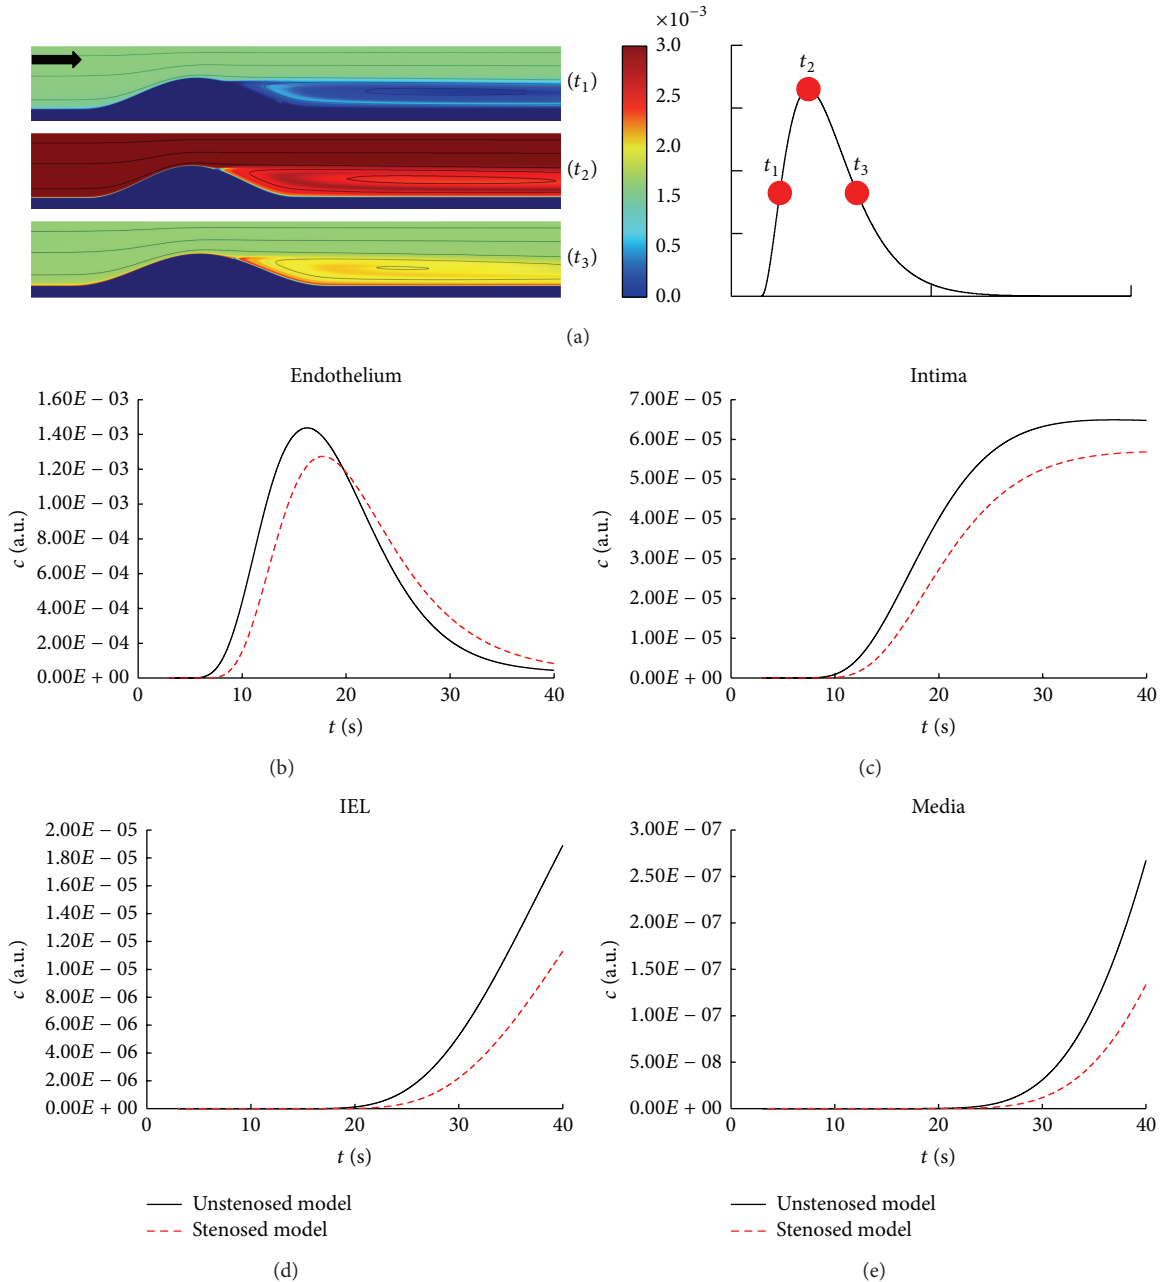 ×10−3
(t1)
(t2)
(t3)
3.0
2.5
2.0
1.5
1.0
0.5
0.0
t1
t2
t3
(a)
Endothelium
1.60E − 03
1.40E − 03
1.20E − 03
1.00E − 03
8.00E − 04
6.00E − 04
4.00E − 04
2.00E − 04
0.00E + 00
c (a.u.)
0 10 20 30 40
t (s)
(b)
Intima
7.00E − 05
6.00E − 05
5.00E − 05
4.00E − 05
3.00E − 05
2.00E − 05
1.00E − 05
0.00E + 00
c (a.u.)
0 10 20 30 40
t (s)
(c)
IEL
2.00E − 05
1.80E − 05
1.60E − 05
1.40E − 05
1.20E − 05
1.00E − 05
8.00E − 06
6.00E − 06
4.00E − 06
2.00E − 06
0.00E + 00
c (a.u.)
0 10 20 30 40
t (s)
Unstenosed model
Stenosed model
(d)
Media
3.00E − 07
2.50E − 07
2.00E − 07
1.50E − 07
1.00E − 07
5.00E − 08
0.00E + 00
c (a.u.)
0 10 20 30 40
t (s)
Unstenosed model
Stenosed model
(e)